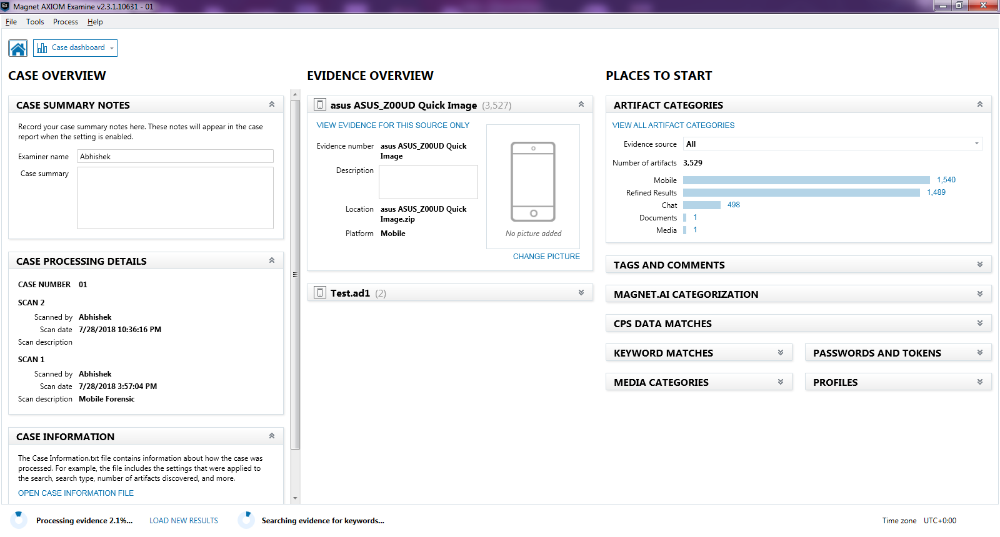 Ex Magnet AXIOM Examine v2.3.1.10631 - 01
File Tools Process Help
Case dashboard
CASE OVERVIEW
CASE SUMMARY NOTES
Record your case summary notes here. These notes will appear in the case
report when the setting is enabled.
Examiner name Abhishek
Case summary
CASE PROCESSING DETAILS
CASE NUMBER 01
SCAN 2
Scanned by Abhishek
Scan date 7/28/2018 10:36:16 PM
Scan description
SCAN 1
Scanned by Abhishek
Scan date 7/28/2018 3:57:04 PM
Scan description Mobile Forensic
CASE INFORMATION
The Case Information.txt file contains information about how the case was
processed. For example, the file includes the settings that were applied to
the search, search type, number of artifacts discovered, and more.
OPEN CASE INFORMATION FILE
EVIDENCE OVERVIEW
asus ASUS_Z00UD Quick Image (3,527)
VIEW EVIDENCE FOR THIS SOURCE ONLY
Evidence number asus ASUS_Z00UD Quick
Image
Description
Location asus ASUS_Z00UD Quick
Image.zip
Platform Mobile
No picture added
CHANGE PICTURE
Test.ad1 (2)
PLACES TO START
ARTIFACT CATEGORIES
VIEW ALL ARTIFACT CATEGORIES
Evidence source All
Number of artifacts 3,529
Mobile 1,540
Refined Results 1,489
Chat 498
Documents 1
Media 1
TAGS AND COMMENTS
MAGNET.AI CATEGORIZATION
CPS DATA MATCHES
KEYWORD MATCHES
PASSWORDS AND TOKENS
MEDIA CATEGORIES
PROFILES
Processing evidence 2.1%... LOAD NEW RESULTS Searching evidence for keywords... Time zone UTC+0:00